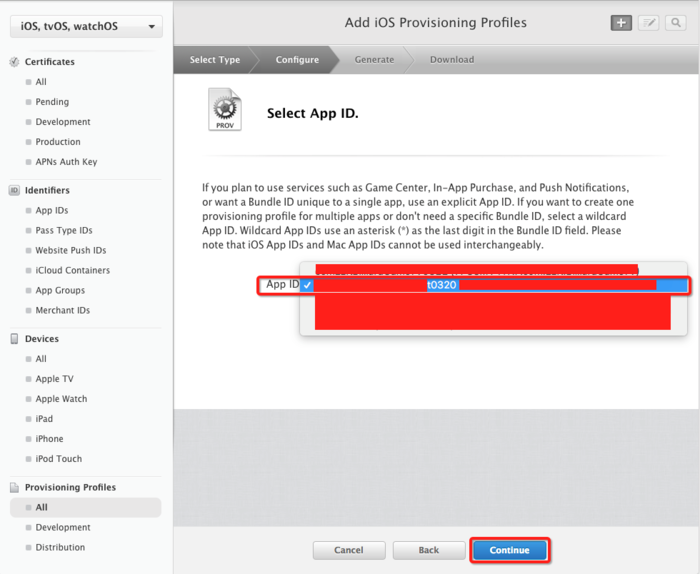 iOS, tvOS, watchOS
Certificates
All
Pending
Development
Production
APNs Auth Key
ID
Identifiers
App IDs
Pass Type IDs
Website Push IDs
iCloud Containers
App Groups
Merchant IDs
Devices
All
Apple TV
Apple Watch
iPad
iPhone
iPod Touch
Provisioning Profiles
All
Development
Distribution
Add iOS Provisioning Profiles
Select Type
Configure
Generate
Download
PROV
Select App ID.
If you plan to use services such as Game Center, In-App Purchase, and Push Notifications,
or want a Bundle ID unique to a single app, use an explicit App ID. If you want to create one
provisioning profile for multiple apps or don't need a specific Bundle ID, select a wildcard
App ID. Wildcard App IDs use an asterisk (*) as the last digit in the Bundle ID field. Please
note that iOS App IDs and Mac App IDs cannot be used interchangeably.
App ID
t0320
Cancel
Back
Continue